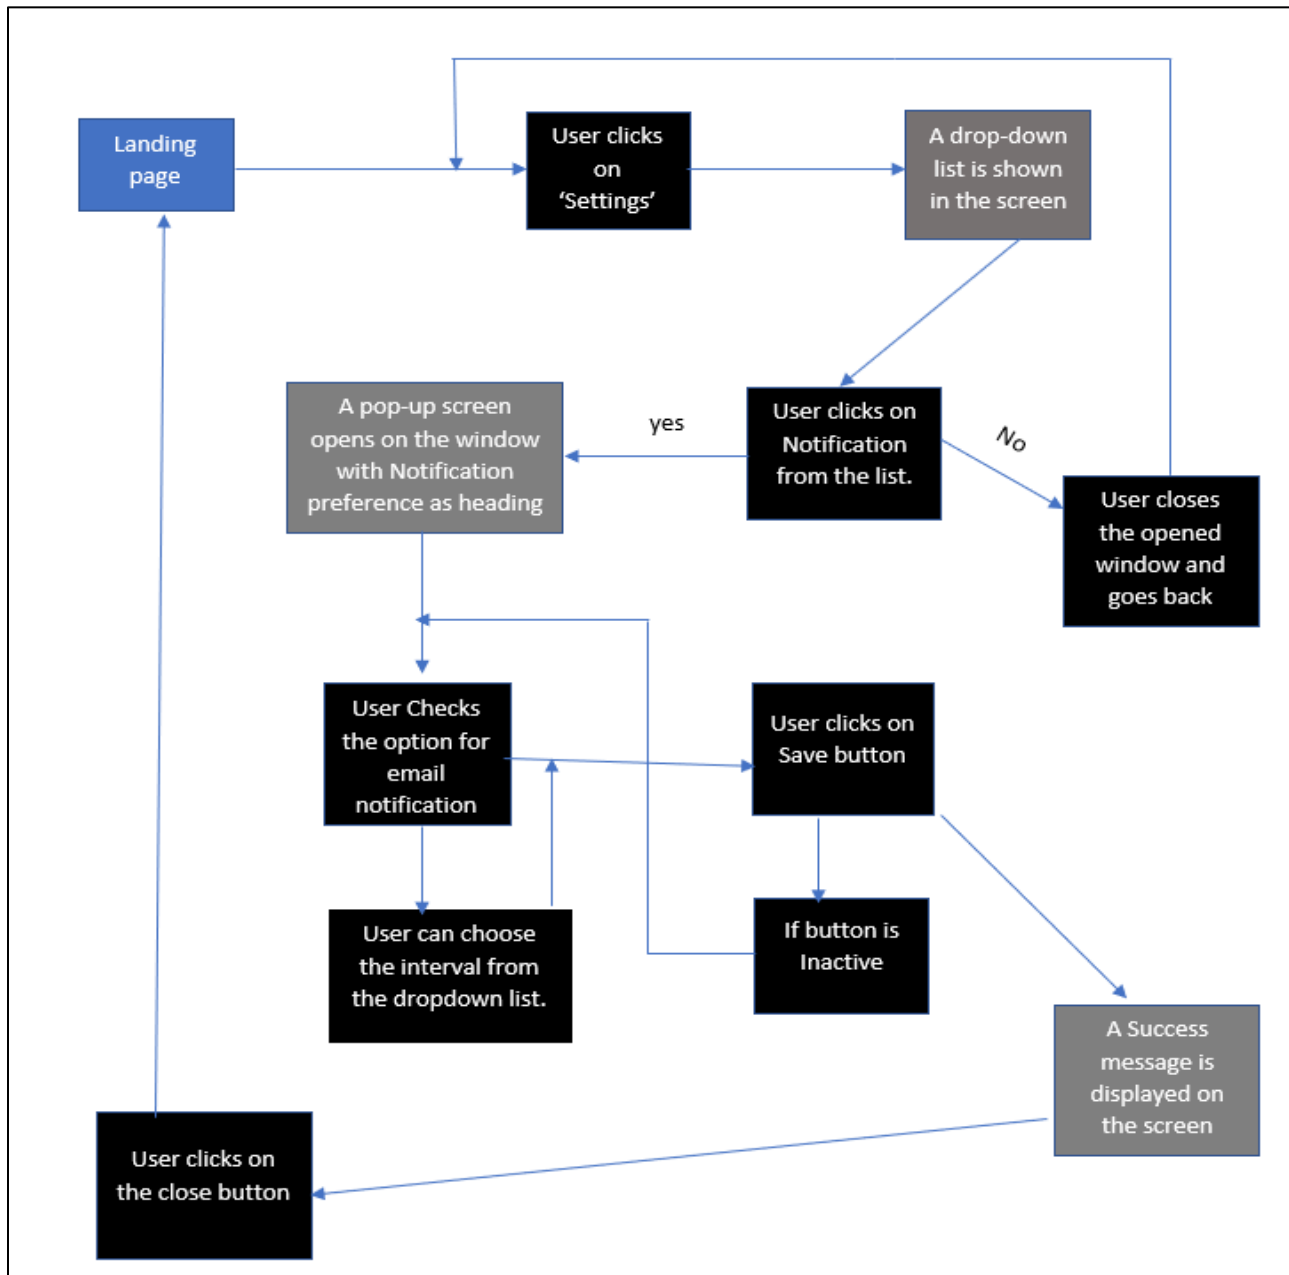 Landing
page
User clicks
on
‘Settings’
A drop-down
list is shown
in the screen
A pop-up screen
opens on the window
with Notification
preference as heading
yes
User clicks on
Notification
from the list.
No
User closes
the opened
window and
goes back
User Checks
the option for
email
notification
User clicks on
Save button
User can choose
the interval from
the dropdown list.
If button is
Inactive
A Success
message is
displayed on
the screen
User clicks on
the close button